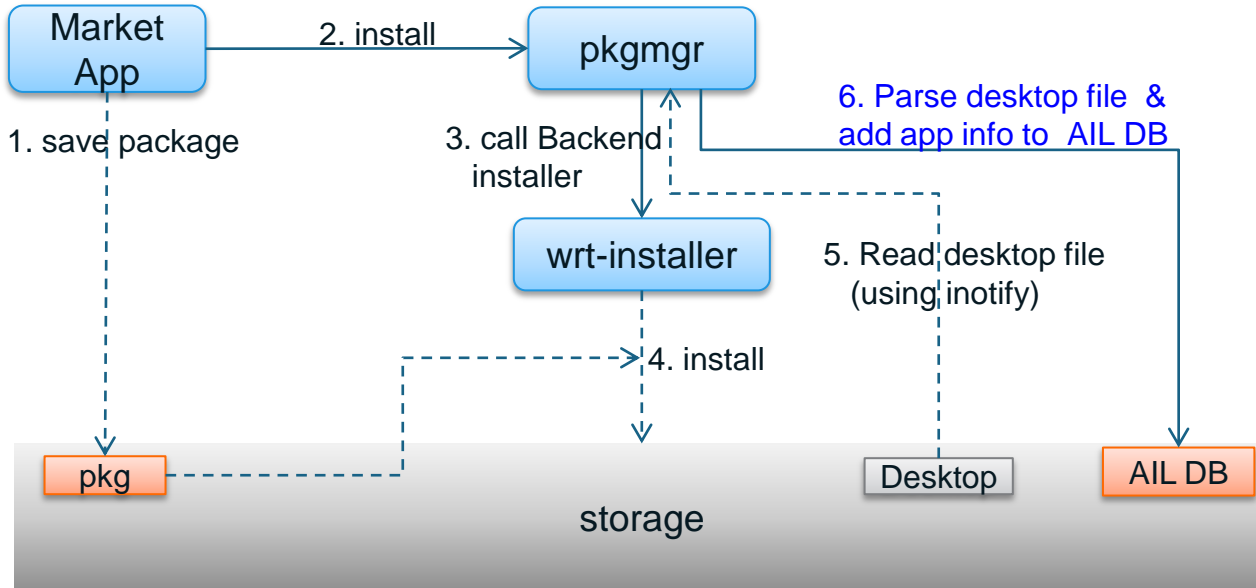 Market
App
2. install
pkgmgr
6. Parse desktop file &
add app info to AIL DB
1. save package
3. call Backend
installer
wrt-installer
5. Read desktop file
(using inotify)
4. install
pkg
Desktop
AIL DB
storage